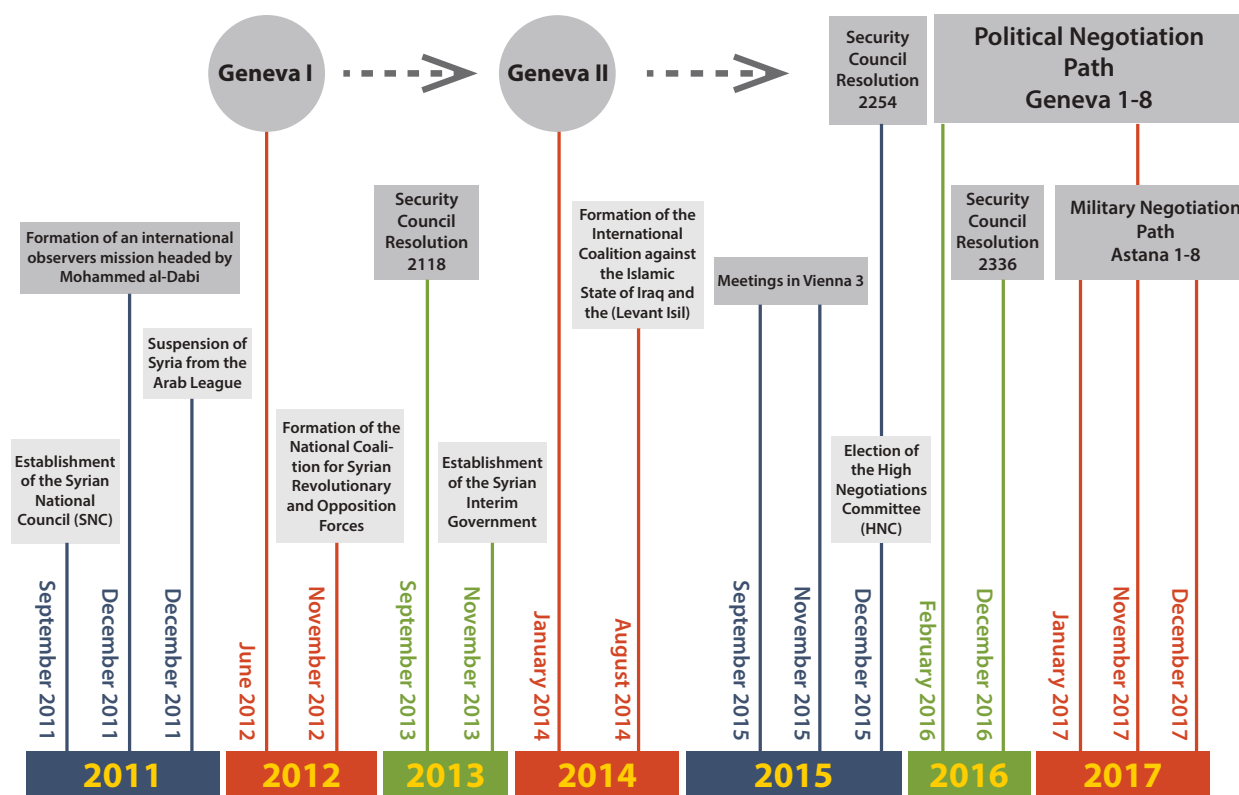 Geneva I
Geneva II
Security
Council
Resolution
2254
Political Negotiation
Path
Geneva 1-8
Formation of an international
observers mission headed by
Mohammed al-Dabi
Security
Council
Resolution
2118
Formation of the
International
Coalition against
the Islamic
State of Iraq and
the (Levant Isil)
Meetings in Vienna 3
Security
Council
Resolution
2336
Military Negotiation
Path
Astana 1-8
Suspension of
Syria from the
Arab League
Establishment
of the Syrian
National
Council (SNC)
Formation of the
National Coali-
tion for Syrian
Revolutionary
and Opposition
Forces
Establishment
of the Syrian
Interim
Government
Election of
the High
Negotiations
Committee
(HNC)
September 2011
December 2011
December 2011
June 2012
November 2012
September 2013
November 2013
January 2014
August 2014
September 2015
November 2015
December 2015
February 2016
December 2016
January 2017
November 2017
December 2017
2011
2012
2013
2014
2015
2016
2017